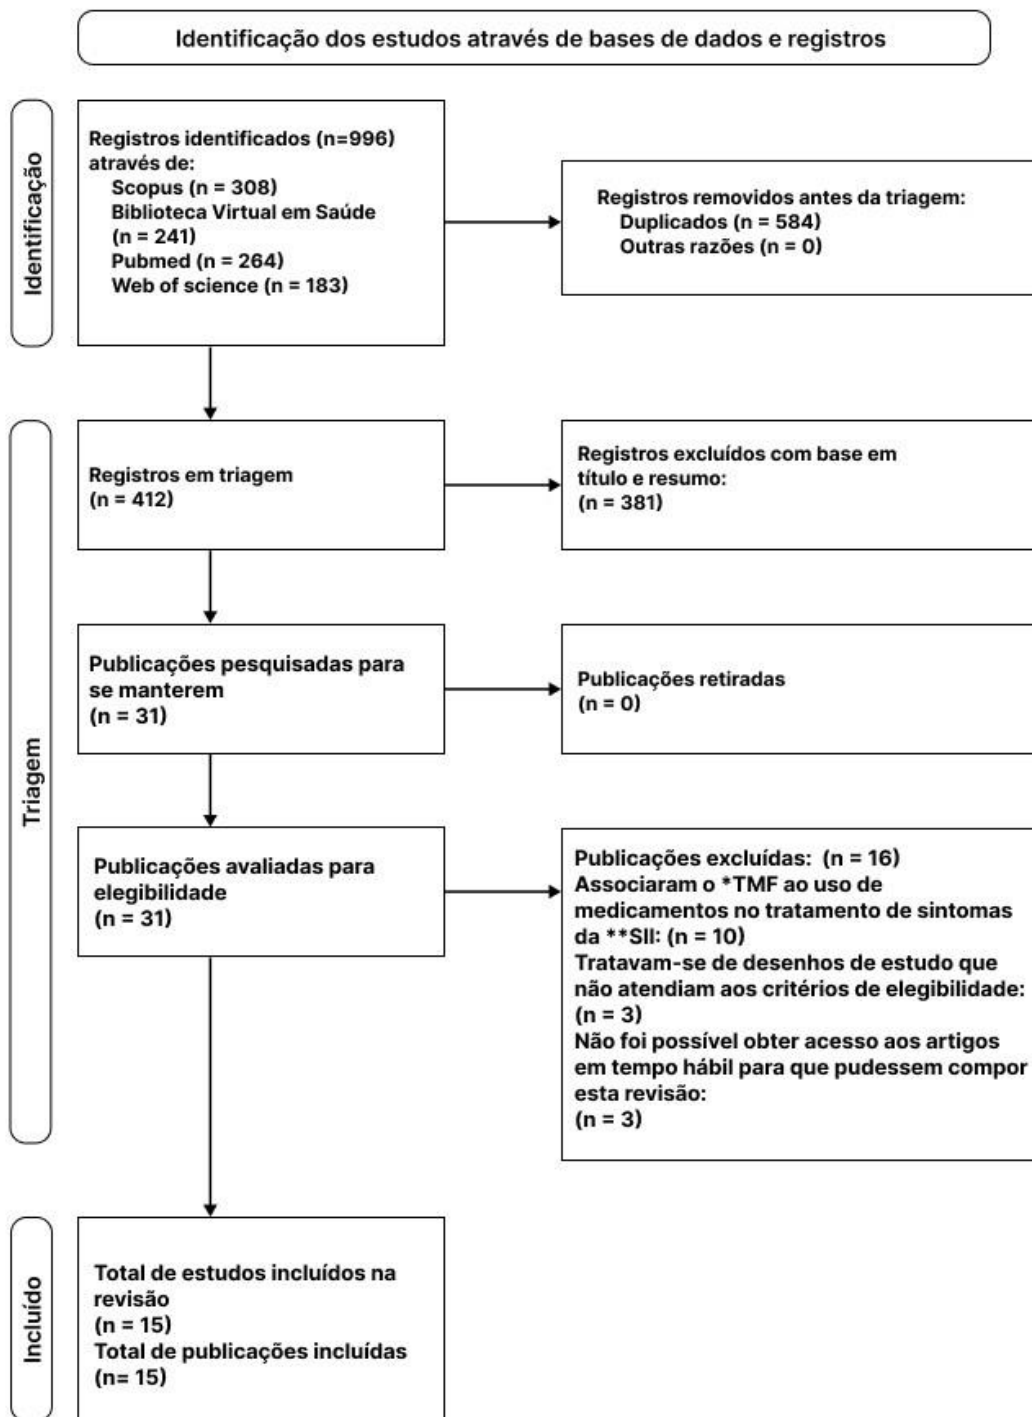 Identificação dos estudos através de bases de dados e registros
Identificação
Registros identificados (n=996)
através de:
Scopus (n = 308)
Biblioteca Virtual em Saúde
(n = 241)
Pubmed (n = 264)
Web of science (n = 183)
Registros removidos antes da triagem:
Duplicados (n = 584)
Outras razões (n = 0)
Triagem
Registros em triagem
(n = 412)
Registros excluídos com base em
título e resumo:
(n = 381)
Publicações pesquisadas para
se manterem
(n = 31)
Publicações retiradas
(n = 0)
Publicações avaliadas para
elegibilidade
(n = 31)
Publicações excluídas: (n = 16)
Associaram o *TMF ao uso de
medicamentos no tratamento de sintomas
da **SII: (n = 10)
Tratavam-se de desenhos de estudo que
não atendiam aos critérios de elegibilidade:
(n = 3)
Não foi possível obter acesso aos artigos
em tempo hábil para que pudessem compor
esta revisão:
(n = 3)
Incluído
Total de estudos incluídos na
revisão
(n = 15)
Total de publicações incluídas
(n= 15)